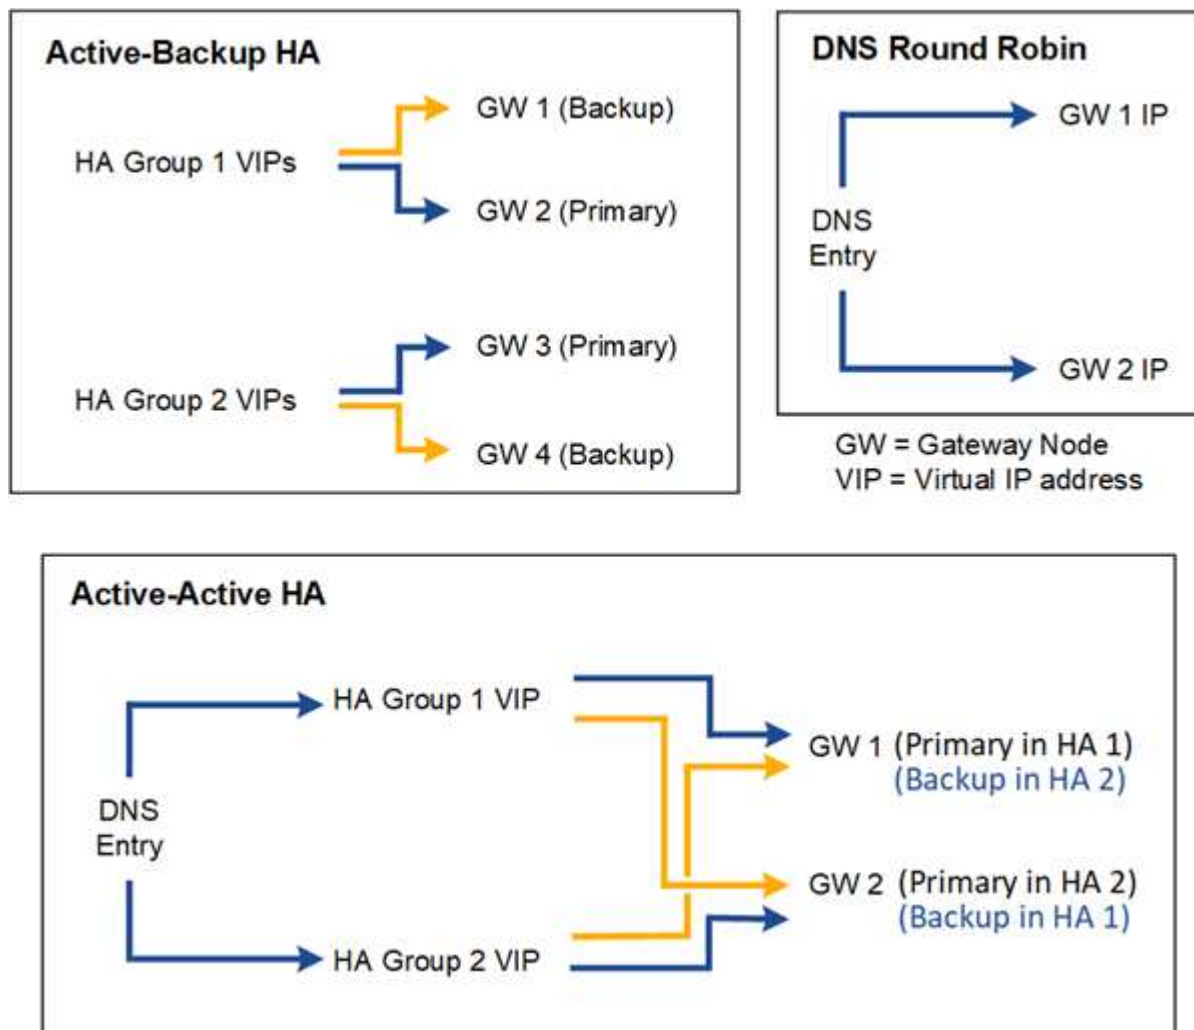 Active-Backup HA
HA Group 1 VIPs
GW 1 (Backup)
GW 2 (Primary)
HA Group 2 VIPs
GW 3 (Primary)
GW 4 (Backup)
DNS Round Robin
DNS
Entry
GW 1 IP
GW 2 IP
GW = Gateway Node
VIP = Virtual IP address
Active-Active HA
DNS
Entry
HA Group 1 VIP
HA Group 2 VIP
GW 1 (Primary in HA 1)
(Backup in HA 2)
GW 2 (Primary in HA 2)
(Backup in HA 1)